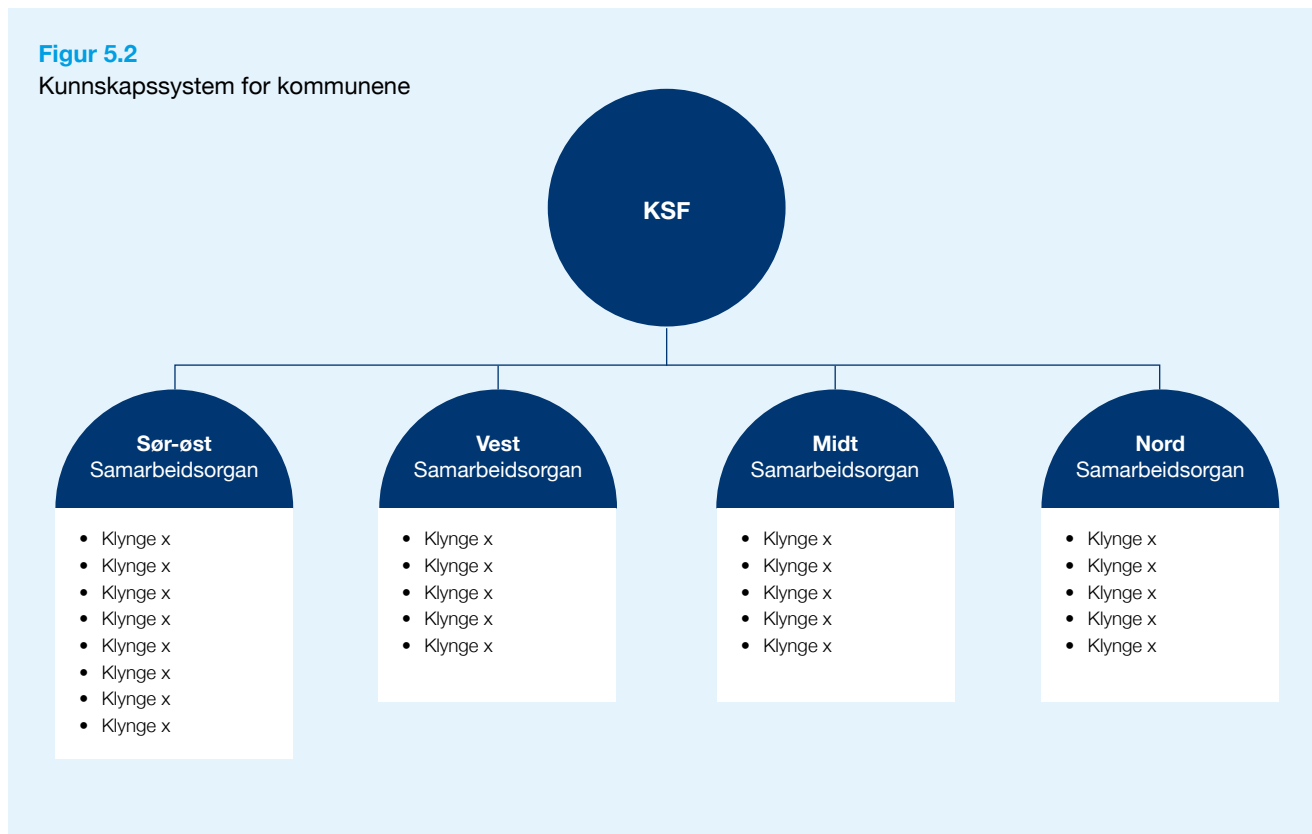 Figur 5.2
Kunnskapssystem for kommunene
KSF
Sør-øst
Samarbeidsorgan
• Klynge x
• Klynge x
• Klynge x
• Klynge x
• Klynge x
• Klynge x
• Klynge x
• Klynge x
Vest
Samarbeidsorgan
• Klynge x
• Klynge x
• Klynge x
• Klynge x
• Klynge x
Midt
Samarbeidsorgan
• Klynge x
• Klynge x
• Klynge x
• Klynge x
• Klynge x
Nord
Samarbeidsorgan
• Klynge x
• Klynge x
• Klynge x
• Klynge x
• Klynge x